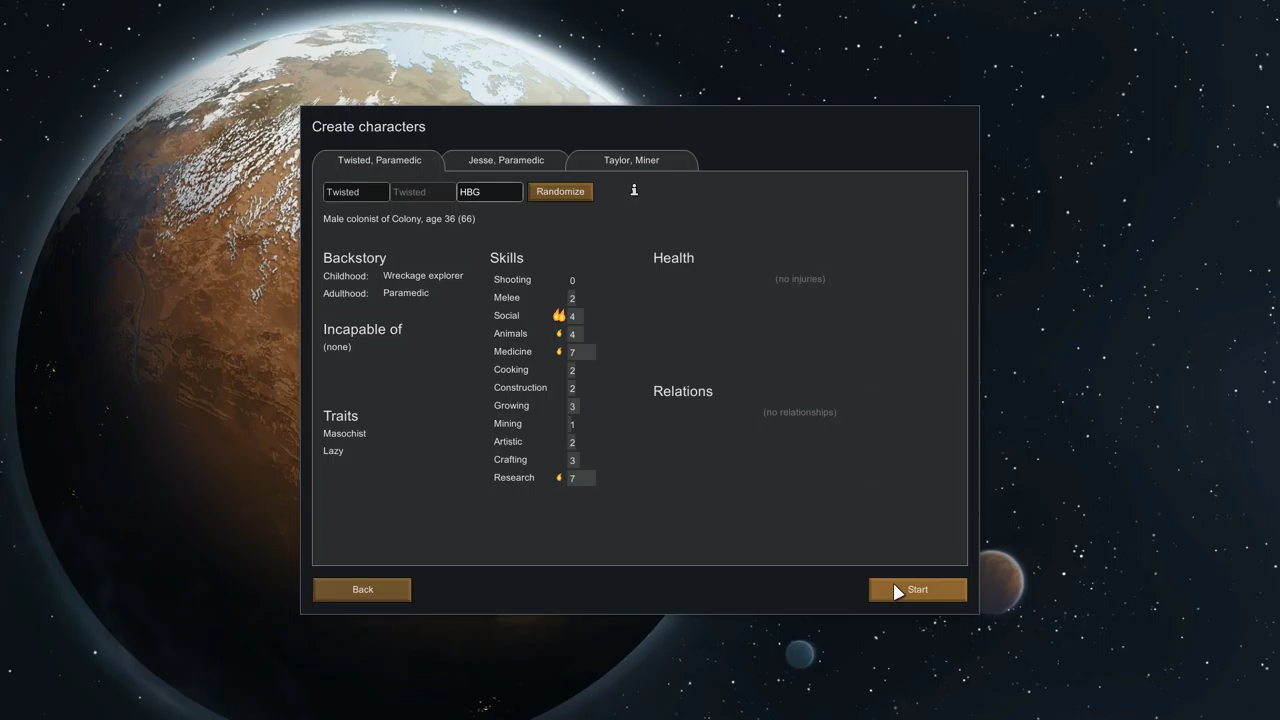 Create characters
Twisted, Paramedic Jesse, Paramedic Taylor, Miner
Twisted Twisted HBG Randomize
Male colonist of Colony, age 36 (66)
Backstory
Childhood: Wreckage explorer
Adulthood: Paramedic
Incapable of
(none)
Traits
Masochist
Lazy
Skills
Shooting 0
Melee 2
Social 4
Animals 4
Medicine 7
Cooking 2
Construction 2
Growing 3
Mining 1
Artistic 2
Crafting 3
Research 7
Health
(no injuries)
Relations
(no relationships)
Back Start